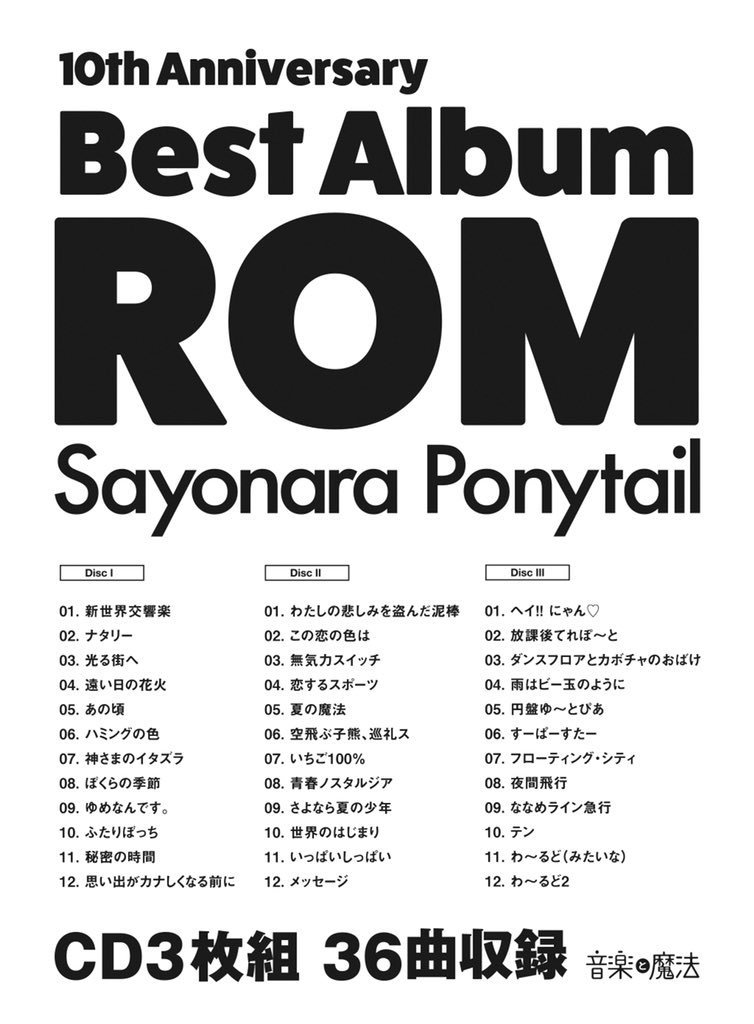 10th Anniversary
Best Album
ROM
Sayonara Ponytail
Disc I
01. 新世界交響楽
02. ナタリー
03. 光る街へ
04. 遠い日の花火
05. あの頃
06. ハミングの色
07. 神さまのイタズラ
08. ぼくらの季節
09. ゆめなんです。
10. ふたりぼっち
11. 秘密の時間
12. 思い出がカナしくなる前に
Disc II
01. わたしの悲しみを盗んだ泥棒
02. この恋の色は
03. 無気力スイッチ
04. 恋するスポーツ
05. 夏の魔法
06. 空飛ぶ子熊、巡礼ス
07. いちご100%
08. 青春ノスタルジア
09. さよなら夏の少年
10. 世界のはじまり
11. いっぱいしっぱい
12. メッセージ
Disc III
01. ヘイ!! にゃん♡
02. 放課後てれぽ〜と
03. ダンスフロアとカボチャのおばけ
04. 雨はビー玉のように
05. 円盤ゆ〜とぴあ
06. すーぱーすたー
07. フローティング・シティ
08. 夜間飛行
09. ななめライン急行
10. テン
11. わ〜るど(みたいな)
12. わ〜るど2
CD3枚組 36曲収録
音楽と魔法